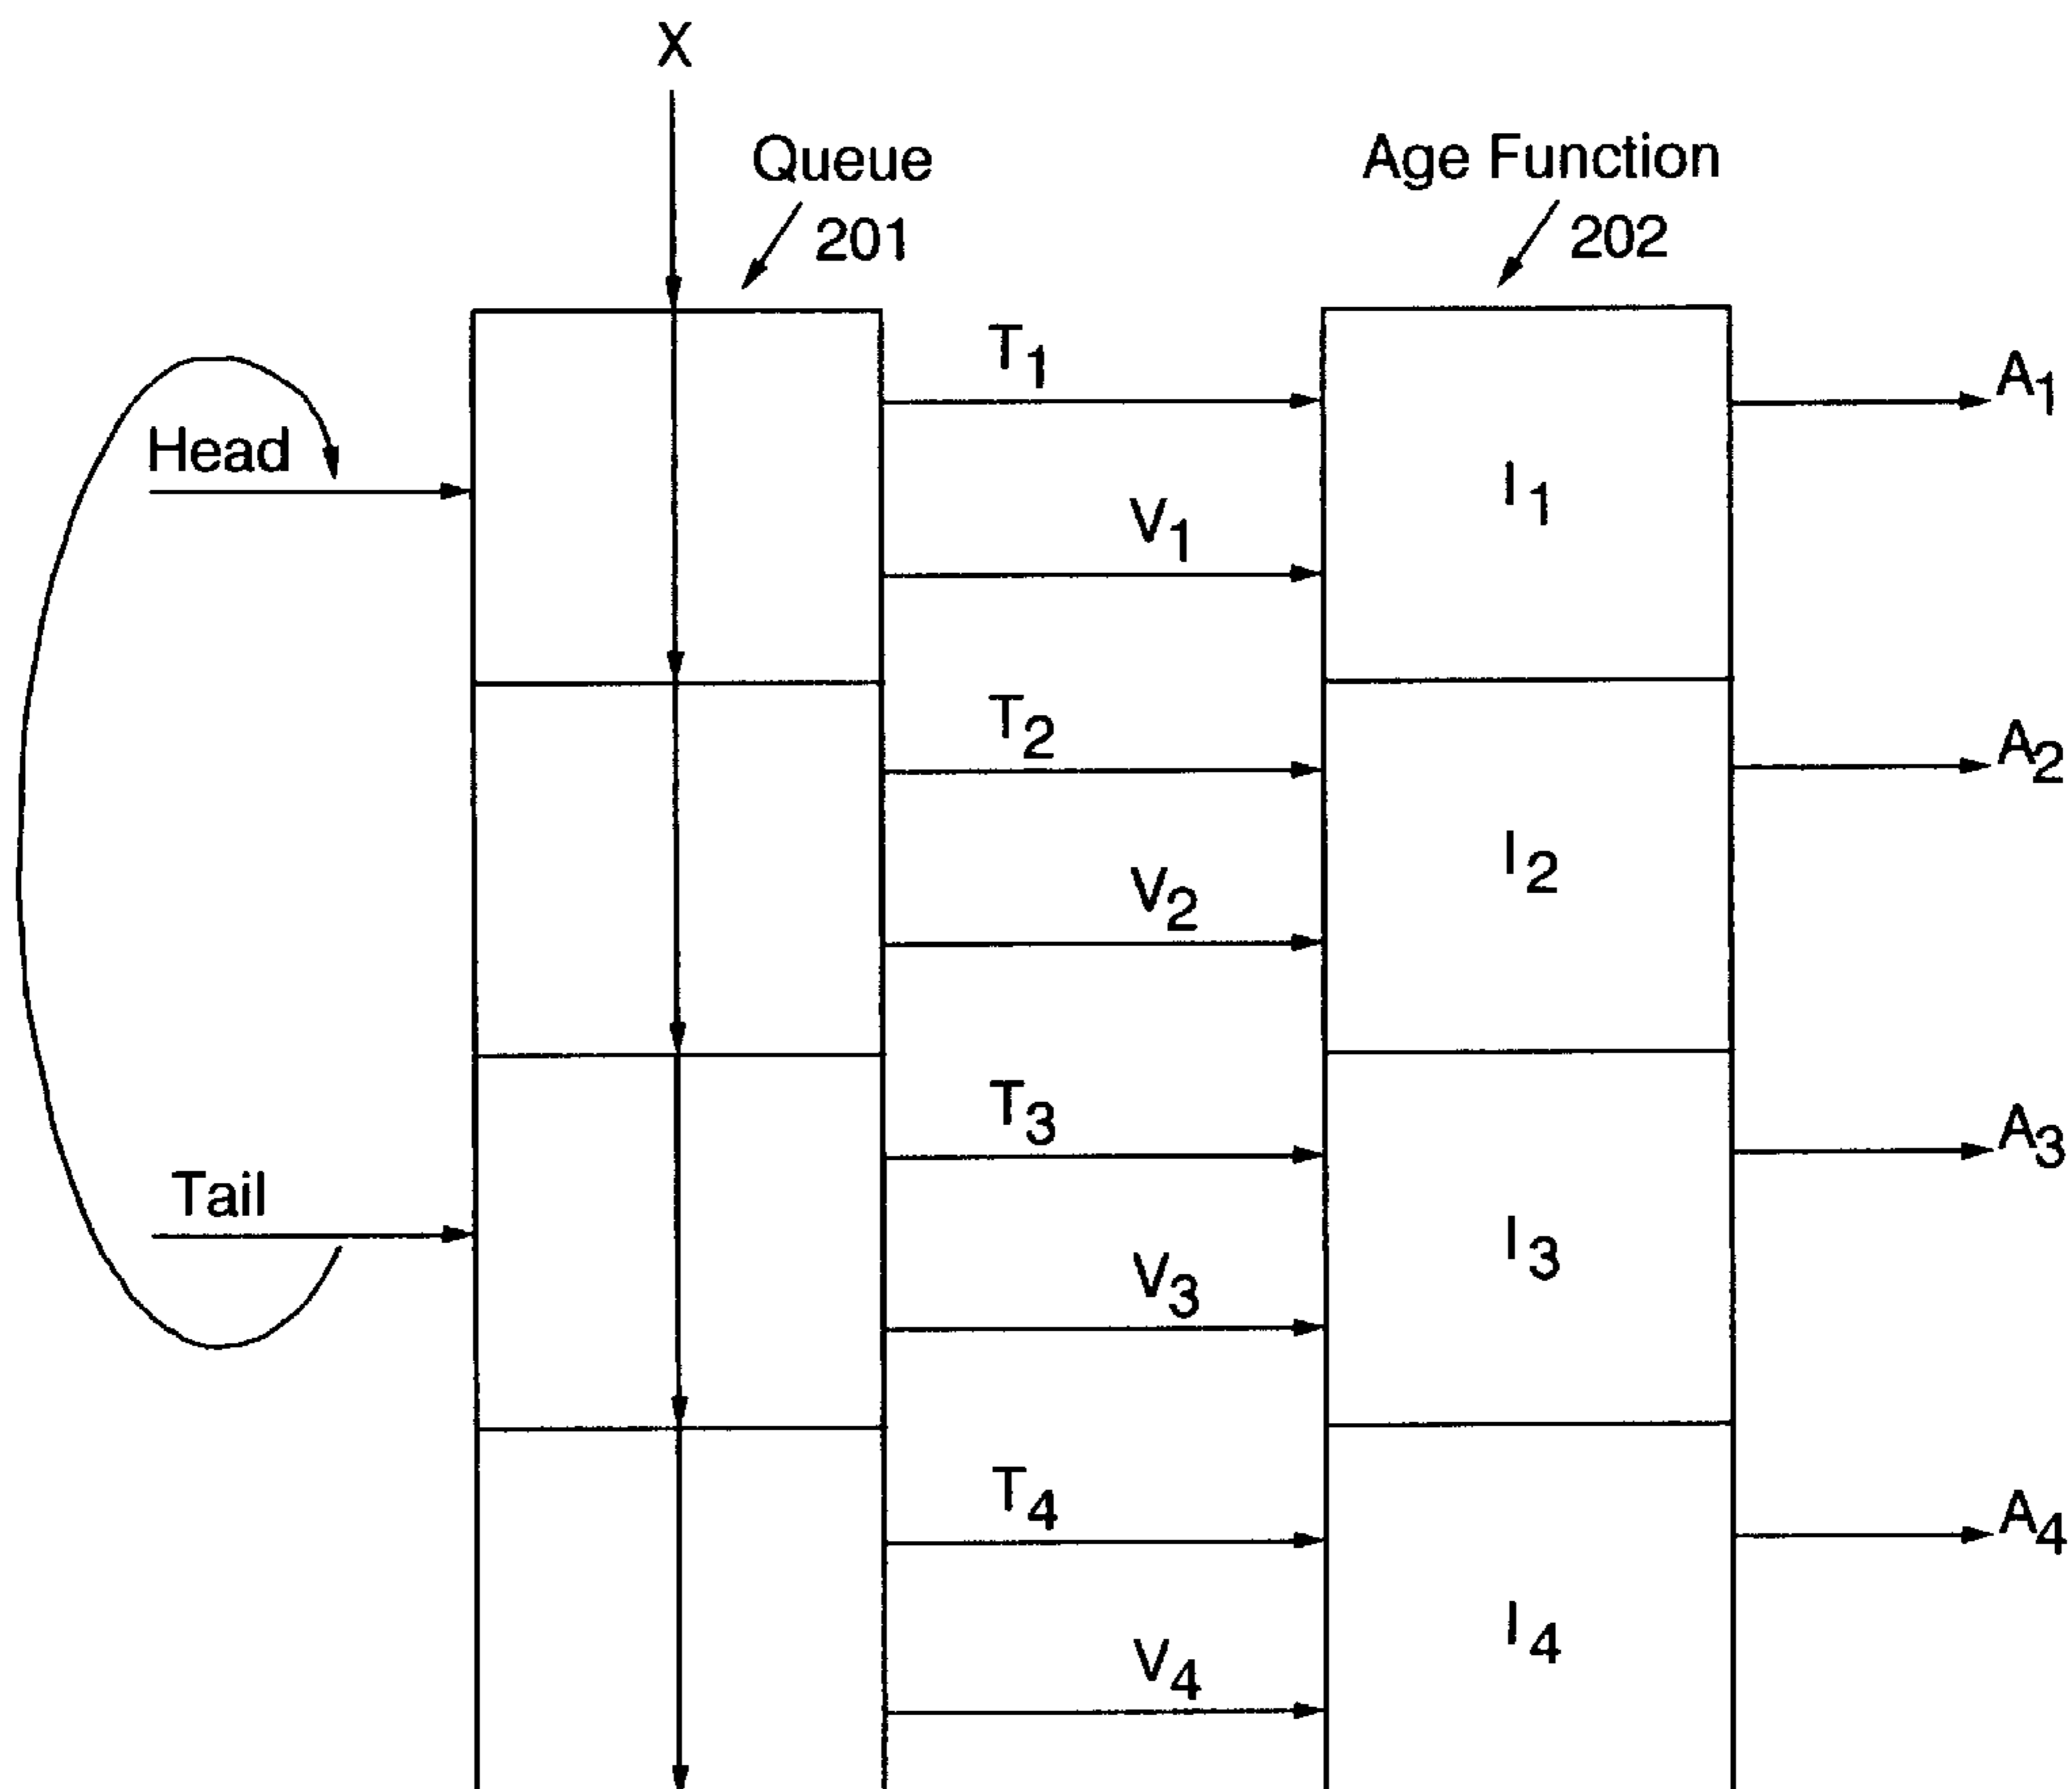 X
Queue
201
Age Function
202
T1
A1
Head
I1
V1
T2
A2
I2
V2
T3
A3
Tail
I3
V3
T4
A4
I4
V4